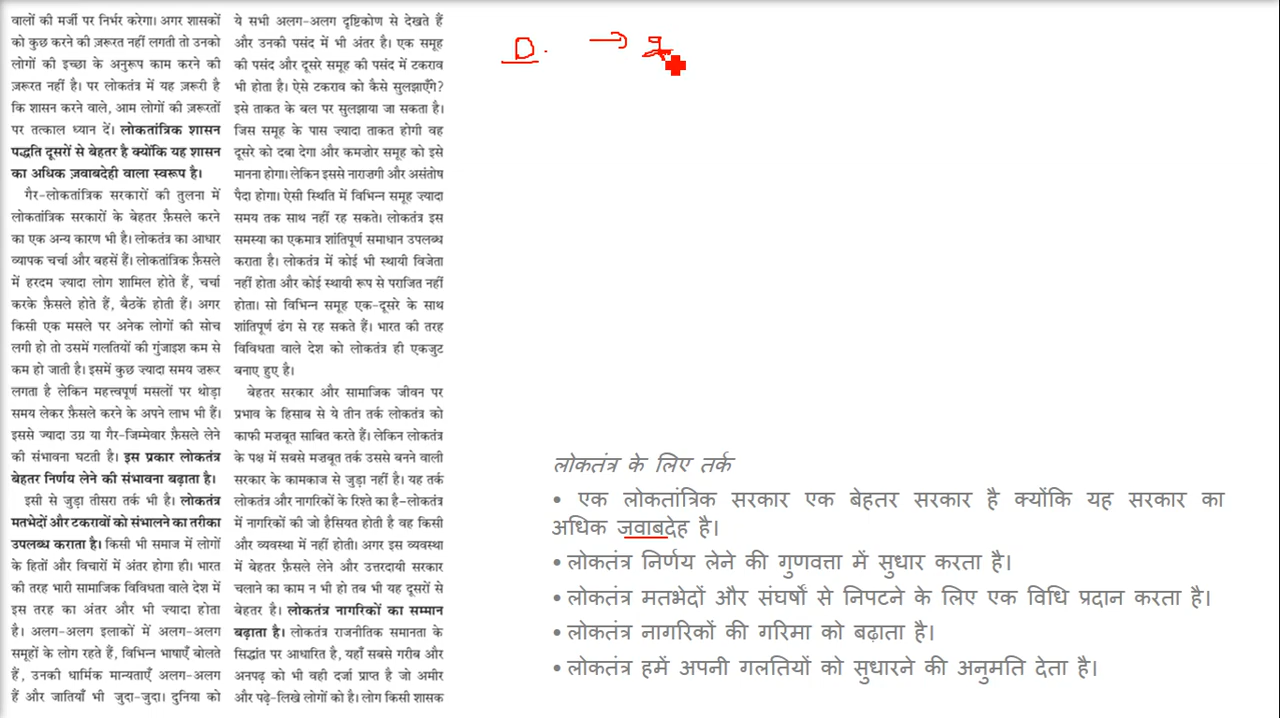 वालों की मर्जी पर निर्भर करेगा। अगर शासकों
को कुछ करने की ज़रूरत नहीं लगती तो उनको
लोगों की इच्छा के अनुरूप काम करने की
ज़रूरत नहीं है। पर लोकतंत्र में यह ज़रूरी है
कि शासन करने वाले, आम लोगों की ज़रूरतों
पर तत्काल ध्यान दें। लोकतांत्रिक शासन
पद्धति दूसरों से बेहतर है क्योंकि यह शासन
का अधिक ज़वाबदेही वाला स्वरूप है।
गैर-लोकतांत्रिक सरकारों की तुलना में
लोकतांत्रिक सरकारों के बेहतर फ़ैसले करने
का एक अन्य कारण भी है। लोकतंत्र का आधार
व्यापक चर्चा और बहसें हैं। लोकतांत्रिक फ़ैसले
में हरदम ज्यादा लोग शामिल होते हैं, चर्चा
करके फ़ैसले होते हैं, बैठकें होती हैं। अगर
किसी एक मसले पर अनेक लोगों की सोच
लगी हो तो उसमें गलतियों की गुंजाइश कम से
कम हो जाती है। इसमें कुछ ज्यादा समय ज़रूर
लगता है लेकिन महत्त्वपूर्ण मसलों पर थोड़ा
समय लेकर फ़ैसले करने के अपने लाभ भी हैं।
इससे ज्यादा उग्र या गैर-जिम्मेवार फ़ैसले लेने
की संभावना घटती है। इस प्रकार लोकतंत्र
बेहतर निर्णय लेने की संभावना बढ़ाता है।
इसी से जुड़ा तीसरा तर्क भी है। लोकतंत्र
मतभेदों और टकरावों को संभालने का तरीका
उपलब्ध कराता है। किसी भी समाज में लोगों
के हितों और विचारों में अंतर होगा ही। भारत
की तरह भारी सामाजिक विविधता वाले देश में
इस तरह का अंतर और भी ज्यादा होता
है। अलग-अलग इलाकों में अलग-अलग
समूहों के लोग रहते हैं, विभिन्न भाषाएँ बोलते
हैं, उनकी धार्मिक मान्यताएँ अलग-अलग
हैं और जातियाँ भी जुदा-जुदा। दुनिया को
ये सभी अलग-अलग दृष्टिकोण से देखते हैं
और उनकी पसंद में भी अंतर है। एक समूह
की पसंद और दूसरे समूह की पसंद में टकराव
भी होता है। ऐसे टकराव को कैसे सुलझाएँगे?
इसे ताकत के बल पर सुलझाया जा सकता है।
जिस समूह के पास ज्यादा ताकत होगी वह
दूसरे को दबा देगा और कमज़ोर समूह को इसे
मानना होगा। लेकिन इससे नाराज़गी और असंतोष
पैदा होगा। ऐसी स्थिति में विभिन्न समूह ज्यादा
समय तक साथ नहीं रह सकते। लोकतंत्र इस
समस्या का एकमात्र शांतिपूर्ण समाधान उपलब्ध
कराता है। लोकतंत्र में कोई भी स्थायी विजेता
नहीं होता और कोई स्थायी रूप से पराजित नहीं
होता। सो विभिन्न समूह एक-दूसरे के साथ
शांतिपूर्ण ढंग से रह सकते हैं। भारत की तरह
विविधता वाले देश को लोकतंत्र ही एकजुट
बनाए हुए है।
बेहतर सरकार और सामाजिक जीवन पर
प्रभाव के हिसाब से ये तीन तर्क लोकतंत्र को
काफी मज़बूत साबित करते हैं। लेकिन लोकतंत्र
के पक्ष में सबसे मज़बूत तर्क उससे बनने वाली
सरकार के कामकाज से जुड़ा नहीं है। यह तर्क
लोकतंत्र और नागरिकों के रिश्ते का है–लोकतंत्र
में नागरिकों की जो हैसियत होती है वह किसी
और व्यवस्था में नहीं होती। अगर इस व्यवस्था
में बेहतर फ़ैसले लेने और उत्तरदायी सरकार
चलाने का काम न भी हो तब भी यह दूसरों से
बेहतर है। लोकतंत्र नागरिकों का सम्मान
बढ़ाता है। लोकतंत्र राजनीतिक समानता के
सिद्धांत पर आधारित है, यहाँ सबसे गरीब और
अनपढ़ को भी वही दर्जा प्राप्त है जो अमीर
और पढ़े-लिखे लोगों को है। लोग किसी शासक
D.
लोकतंत्र के लिए तर्क
• एक लोकतांत्रिक सरकार एक बेहतर सरकार है क्योंकि यह सरकार का
अधिक जवाबदेह है।
• लोकतंत्र निर्णय लेने की गुणवत्ता में सुधार करता है।
• लोकतंत्र मतभेदों और संघर्षों से निपटने के लिए एक विधि प्रदान करता है।
• लोकतंत्र नागरिकों की गरिमा को बढ़ाता है।
• लोकतंत्र हमें अपनी गलतियों को सुधारने की अनुमति देता है।